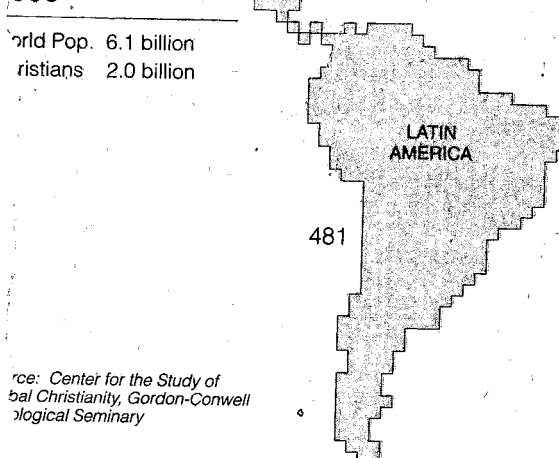 World Pop. 6.1 billion
ristians 2.0 billion
LATIN
AMERICA
481
rce: Center for the Study of
bal Christianity, Gordon-Conwell
ological Seminary